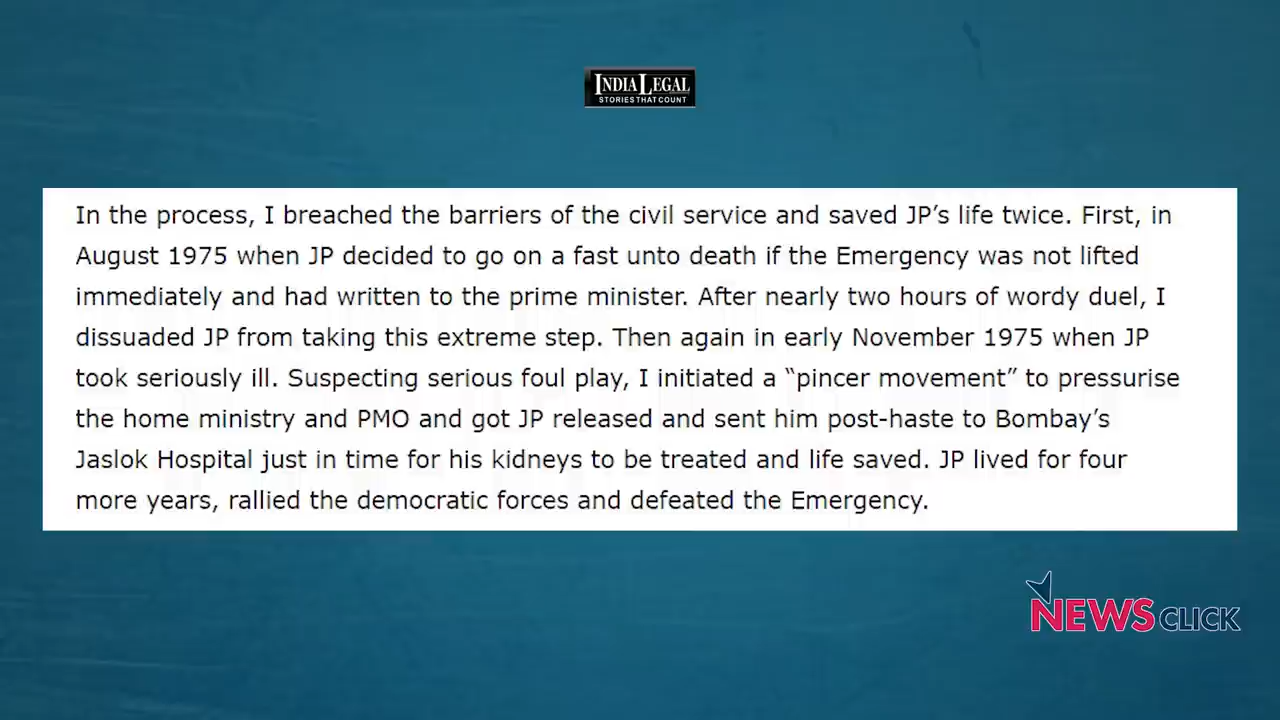 INDIA LEGAL
STORIES THAT COUNT
In the process, I breached the barriers of the civil service and saved JP’s life twice. First, in
August 1975 when JP decided to go on a fast unto death if the Emergency was not lifted
immediately and had written to the prime minister. After nearly two hours of wordy duel, I
dissuaded JP from taking this extreme step. Then again in early November 1975 when JP
took seriously ill. Suspecting serious foul play, I initiated a “pincer movement” to pressurise
the home ministry and PMO and got JP released and sent him post-haste to Bombay’s
Jaslok Hospital just in time for his kidneys to be treated and life saved. JP lived for four
more years, rallied the democratic forces and defeated the Emergency.
NEWSCLICK